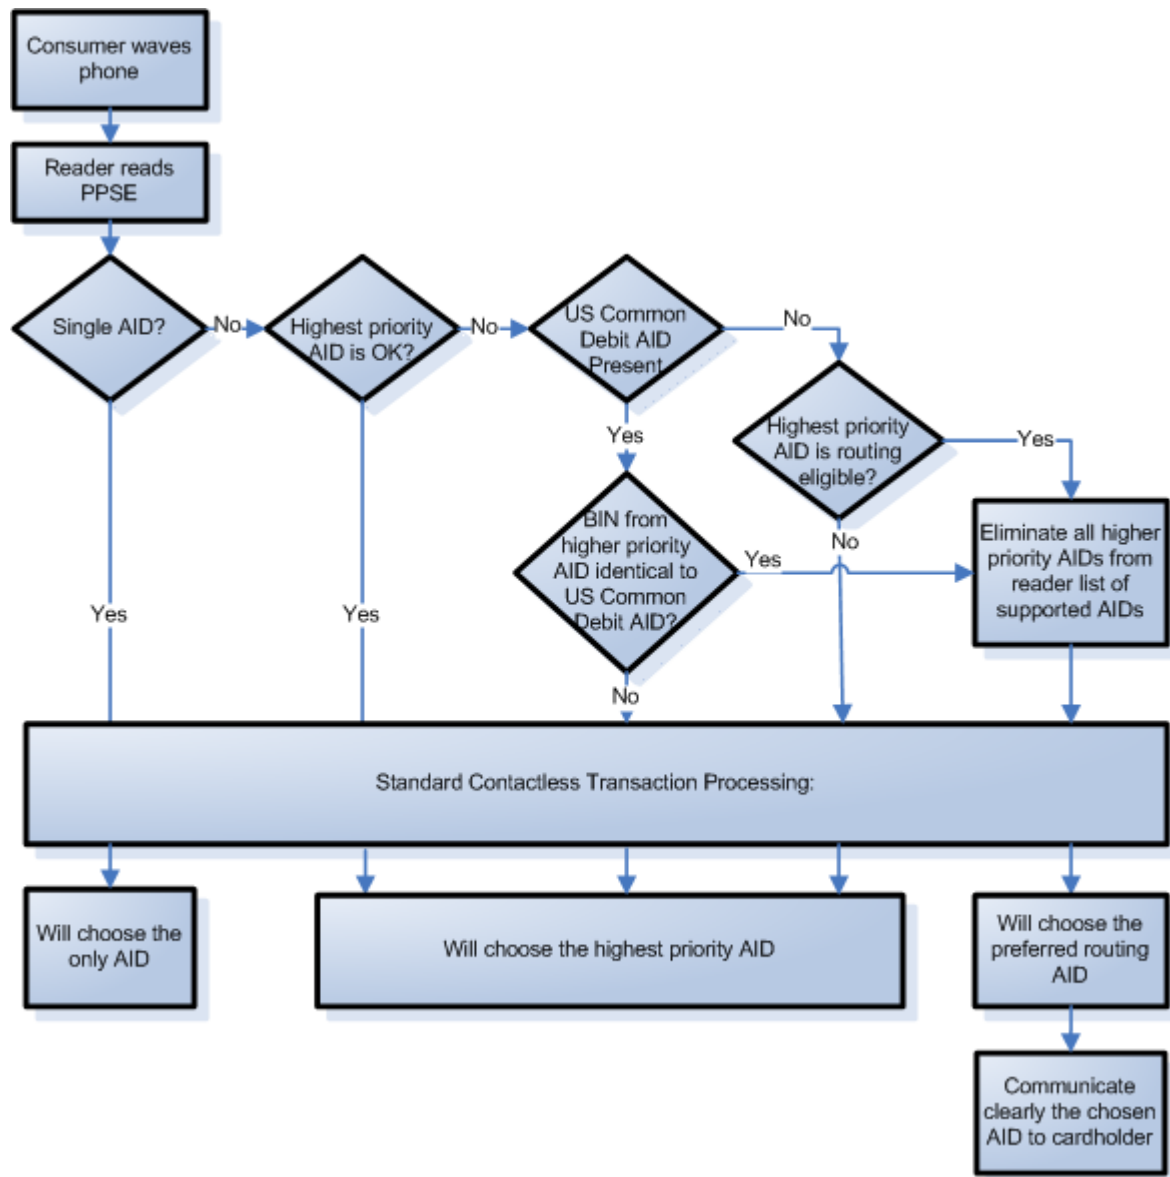 Consumer waves
phone
Reader reads
PPSE
Single AID?
No
Highest priority
AID is OK?
No
US Common
Debit AID
Present
No
Yes
Highest priority
AID is routing
eligible?
Yes
No
BIN from
higher priority
AID identical to
US Common
Debit AID?
Yes
Eliminate all higher
priority AIDs from
reader list of
supported AIDs
Yes
Yes
No
Standard Contactless Transaction Processing:
Will choose the
only AID
Will choose the highest priority AID
Will choose the
preferred routing
AID
Communicate
clearly the chosen
AID to cardholder